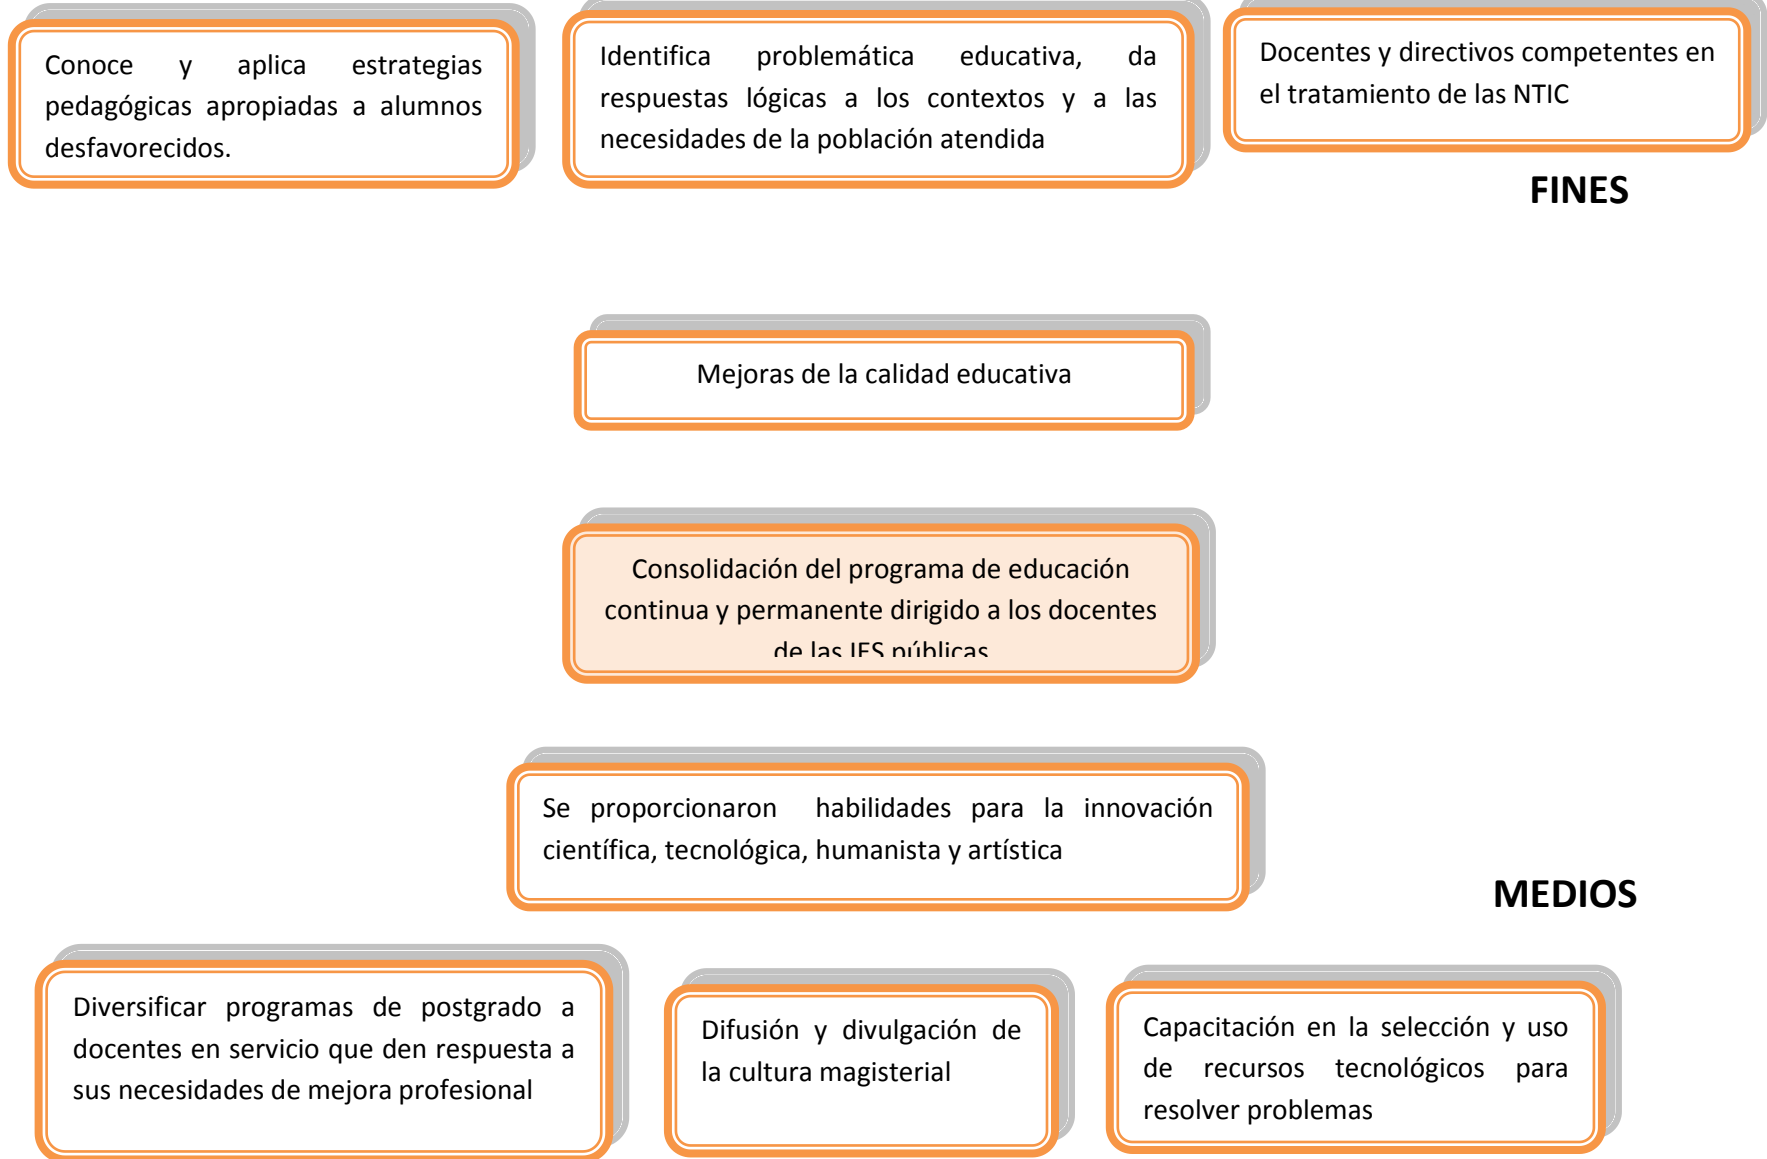 Conoce y aplica estrategias
pedagógicas apropiadas a alumnos
desfavorecidos.
Identifica problemática educativa, da
respuestas lógicas a los contextos y a las
necesidades de la población atendida
Docentes y directivos competentes en
el tratamiento de las NTIC
FINES
Mejoras de la calidad educativa
Consolidación del programa de educación
continua y permanente dirigido a los docentes
de las IES públicas
Se proporcionaron habilidades para la innovación
científica, tecnológica, humanista y artística
MEDIOS
Diversificar programas de postgrado a
docentes en servicio que den respuesta a
sus necesidades de mejora profesional
Difusión y divulgación de
la cultura magisterial
Capacitación en la selección y uso
de recursos tecnológicos para
resolver problemas